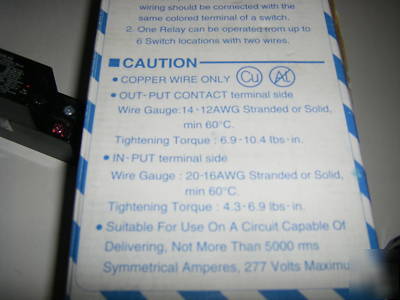 wiring should be connected with the
same colored terminal of a switch.
2. One Relay can be operated from up to
6 Switch locations with two wires.
■ CAUTION
● COPPER WIRE ONLY Cu Al
● OUT-PUT CONTACT terminal side
Wire Gauge:14-12AWG Stranded or Solid,
min 60°C.
Tightening Torque : 6.9-10.4 lbs-in.
● IN-PUT terminal side
Wire Gauge : 20-16AWG Stranded or Solid,
min 60°C.
Tightening Torque : 4.3-6.9 lbs-in.
● Suitable For Use On A Circuit Capable Of
Delivering, Not More Than 5000 rms
Symmetrical Amperes, 277 Volts Maximu